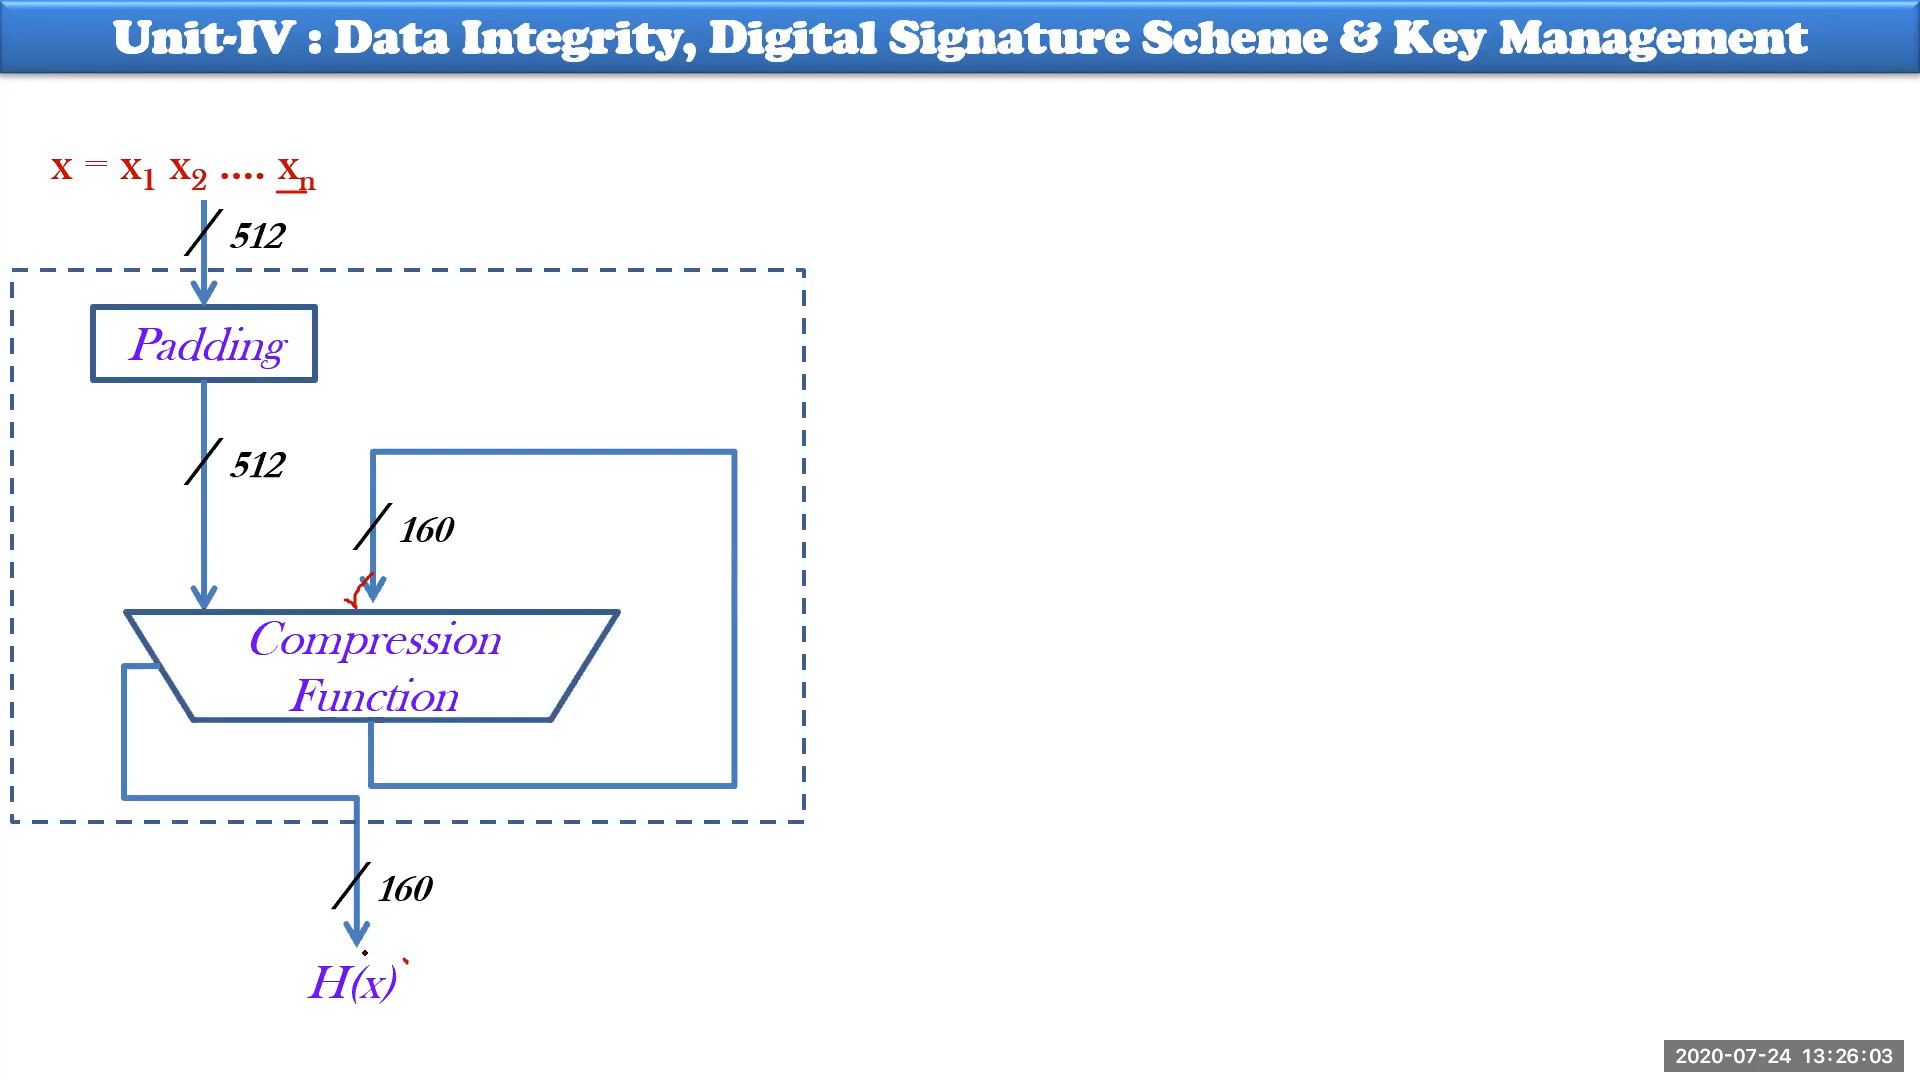 Unit-IV : Data Integrity, Digital Signature Scheme & Key Management
x = x1 x2 .... xn
512
Padding
512
160
Compression
Function
160
H(x)
2020-07-24 13:26:03